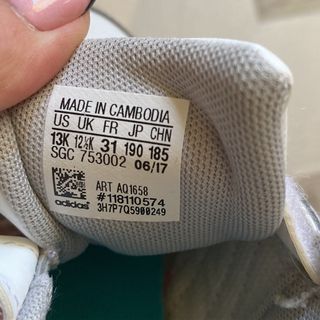 MADE IN CAMBODIA
US UK FR JP CHN
13K 12½K 31 190 185
SGC 753002 06/17
ART AQ1658
#118110574
3H7P7Q5900249
adidas